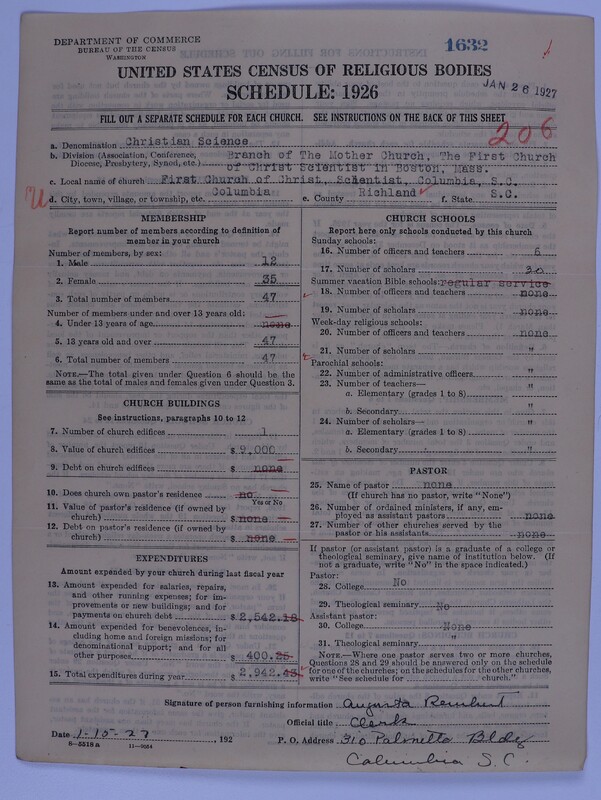 DEPARTMENT OF COMMERCE
BUREAU OF THE CENSUS
WASHINGTON
1632
UNITED STATES CENSUS OF RELIGIOUS BODIES
SCHEDULE: 1926
JAN 26 1927
FILL OUT A SEPARATE SCHEDULE FOR EACH CHURCH. SEE INSTRUCTIONS ON THE BACK OF THIS SHEET
206
a. Denomination Christian Science
b. Division (Association, Conference, Diocese, Presbytery, Synod, etc.) Branch of The Mother Church, The First Church
of Christ Scientist in Boston, Mass.
c. Local name of church First Church of Christ, Scientist, Columbia, S.C.
U
d. City, town, village, or township, etc. Columbia e. County Richland f. State S.C.
MEMBERSHIP
Report number of members according to definition of
member in your church
Number of members, by sex:
1. Male 12
2. Female 35
3. Total number of members 47
Number of members under and over 13 years old:
4. Under 13 years of age none
5. 13 years old and over 47
6. Total number of members 47
NOTE.—The total given under Question 6 should be the
same as the total of males and females given under Question 3.
CHURCH BUILDINGS
See instructions, paragraphs 10 to 12
7. Number of church edifices 1
8. Value of church edifices $ 9,000
9. Debt on church edifices $ none
10. Does church own pastor's residence no
Yes or No
11. Value of pastor's residence (if owned by
church) $ none
12. Debt on pastor's residence (if owned by
church) $ none
EXPENDITURES
Amount expended by your church during last fiscal year
13. Amount expended for salaries, repairs,
and other running expenses; for im-
provements or new buildings; and for
payments on church debt $ 2,542.18
14. Amount expended for benevolences, in-
cluding home and foreign missions; for
denominational support; and for all
other purposes $ 400.25
15. Total expenditures during year $ 2,942.43
CHURCH SCHOOLS
Report here only schools conducted by this church
Sunday schools:
16. Number of officers and teachers 6
17. Number of scholars 30
Summer vacation Bible schools: regular service
18. Number of officers and teachers none
19. Number of scholars none
Week-day religious schools:
20. Number of officers and teachers none
21. Number of scholars "
Parochial schools:
22. Number of administrative officers "
23. Number of teachers—
a. Elementary (grades 1 to 8) "
b. Secondary "
24. Number of scholars—
a. Elementary (grades 1 to 8) "
b. Secondary "
PASTOR
25. Name of pastor none
(If church has no pastor, write "None")
26. Number of ordained ministers, if any, em-
ployed as assistant pastors none
27. Number of other churches served by the
pastor or his assistants none
If pastor (or assistant pastor) is a graduate of a college or
theological seminary, give name of institution below. (If
not a graduate, write "No" in the space indicated.)
Pastor:
28. College No
29. Theological seminary No
Assistant pastor:
30. College None
31. Theological seminary "
NOTE.—Where one pastor serves two or more churches,
Questions 28 and 29 should be answered only on the schedule
for one of the churches; on the schedules for the other churches,
write "See schedule for church."
Signature of person furnishing information Augusta Rembert
Official title Clerk
Date 1-10-27, 192
P. O. Address 310 Palmetto Bldg
Columbia S. C.
8—5518a 11—9054